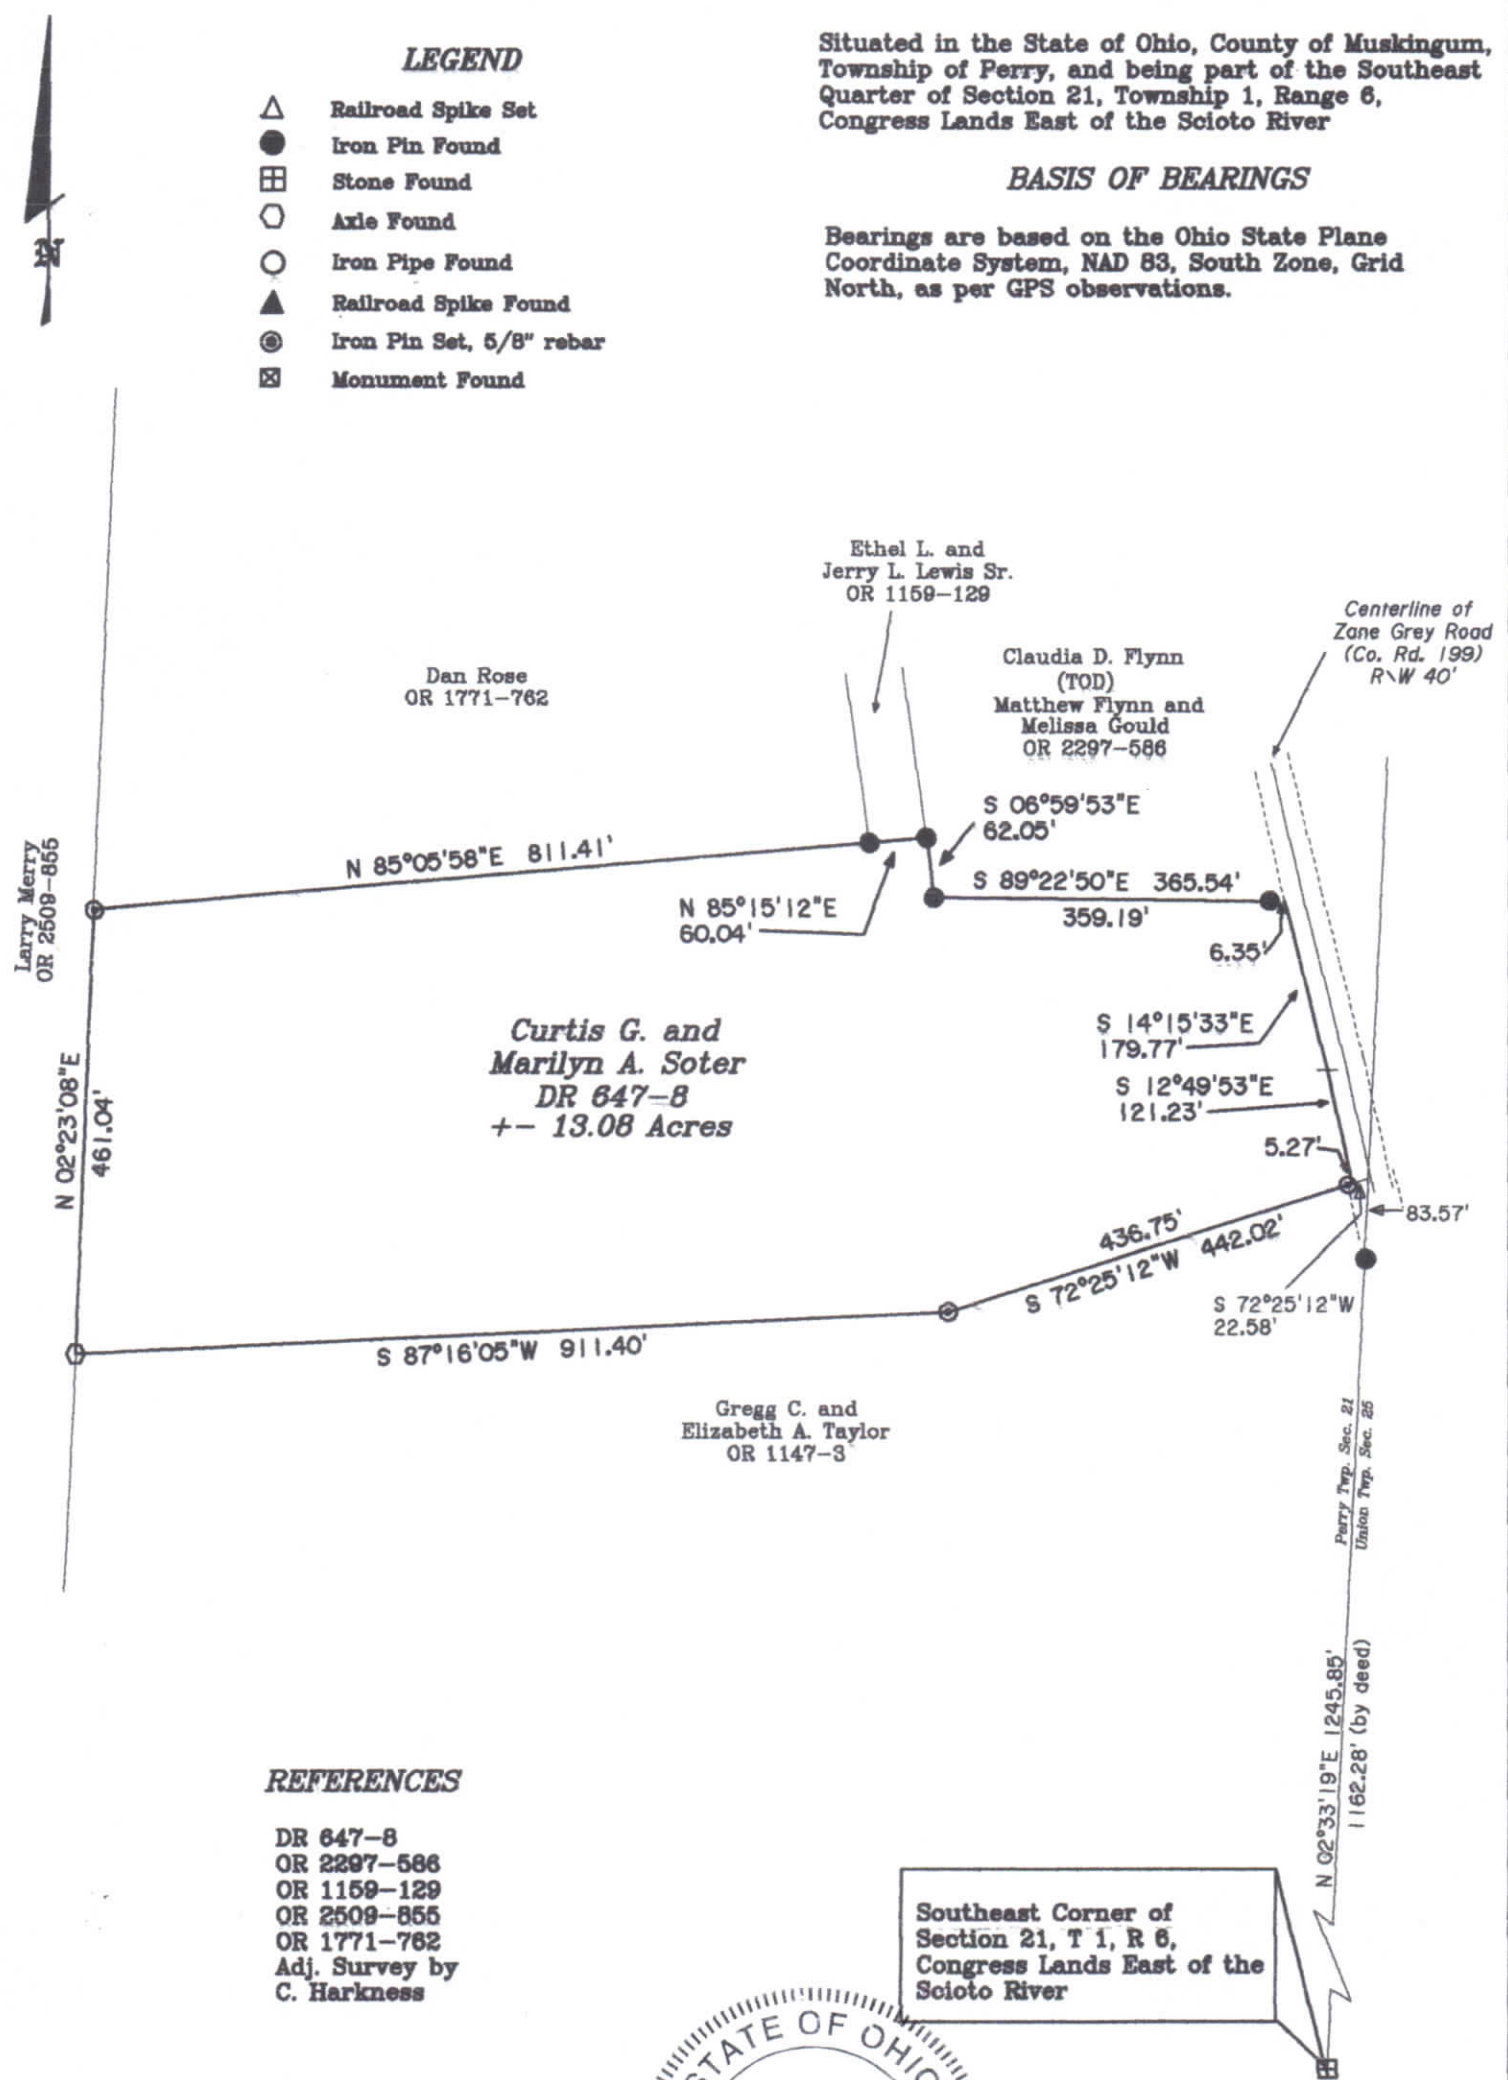 N
LEGEND
Railroad Spike Set
Iron Pin Found
Stone Found
Axle Found
Iron Pipe Found
Railroad Spike Found
Iron Pin Set, 5/8" rebar
Monument Found
Situated in the State of Ohio, County of Muskingum,
Township of Perry, and being part of the Southeast
Quarter of Section 21, Township 1, Range 6,
Congress Lands East of the Scioto River
BASIS OF BEARINGS
Bearings are based on the Ohio State Plane
Coordinate System, NAD 83, South Zone, Grid
North, as per GPS observations.
Ethel L. and
Jerry L. Lewis Sr.
OR 1159-129
Centerline of
Zane Grey Road
(Co. Rd. 199)
R\W 40'
Dan Rose
OR 1771-762
Claudia D. Flynn
(TOD)
Matthew Flynn and
Melissa Gould
OR 2297-586
S 06°59'53"E
62.05'
N 85°05'58"E 811.41'
Larry Merry
OR 2509-855
N 85°15'12"E
60.04'
S 89°22'50"E 365.54'
359.19'
6.35'
S 14°15'33"E
179.77'
S 12°49'53"E
121.23'
5.27'
Curtis G. and
Marilyn A. Soter
DR 647-8
+- 13.08 Acres
N 02°23'08"E
461.04'
83.57'
436.75'
S 72°25'12"W 442.02'
S 72°25'12"W
22.58'
S 87°16'05"W 911.40'
Gregg C. and
Elizabeth A. Taylor
OR 1147-3
Perry Twp. Sec. 21
Union Twp. Sec. 25
N 02°33'19"E 1245.85'
1162.28' (by deed)
REFERENCES
DR 647-8
OR 2297-586
OR 1159-129
OR 2509-855
OR 1771-762
Adj. Survey by
C. Harkness
Southeast Corner of
Section 21, T 1, R 6,
Congress Lands East of the
Scioto River
STATE OF OHIO